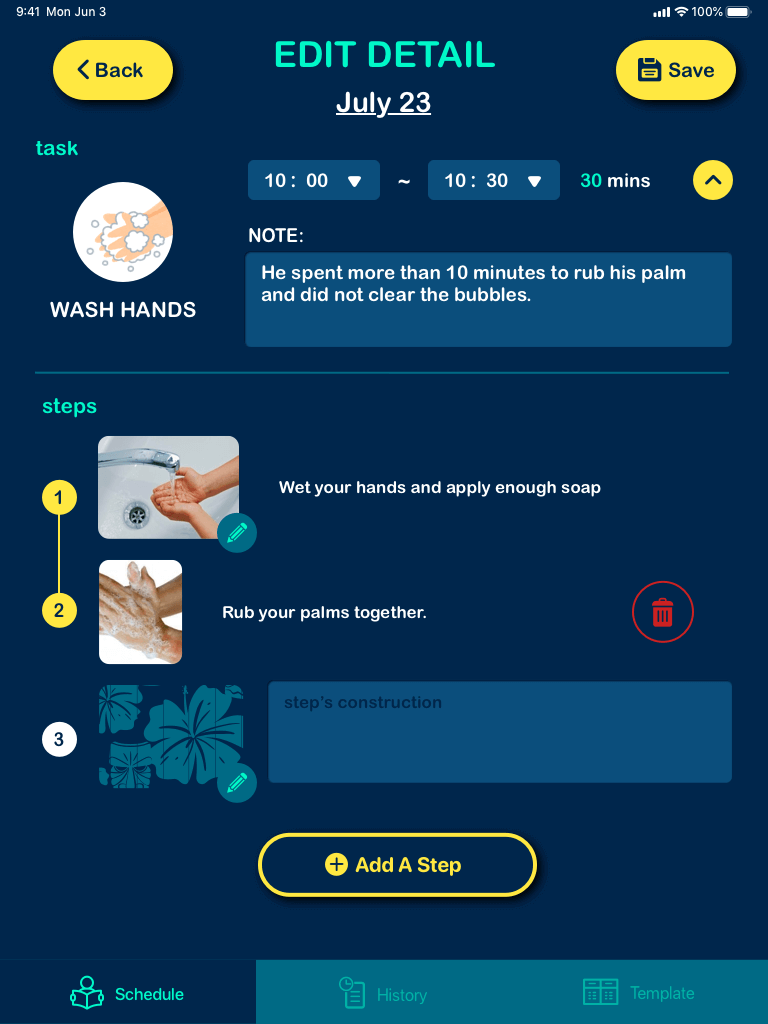 9:41 Mon Jun 3
100%
Back
EDIT DETAIL
Save
July 23
task
10 : 00 ~ 10 : 30 30 mins
NOTE:
He spent more than 10 minutes to rub his palm
and did not clear the bubbles.
WASH HANDS
steps
1 Wet your hands and apply enough soap
2 Rub your palms together.
3 step's construction
Add A Step
Schedule
History
Template